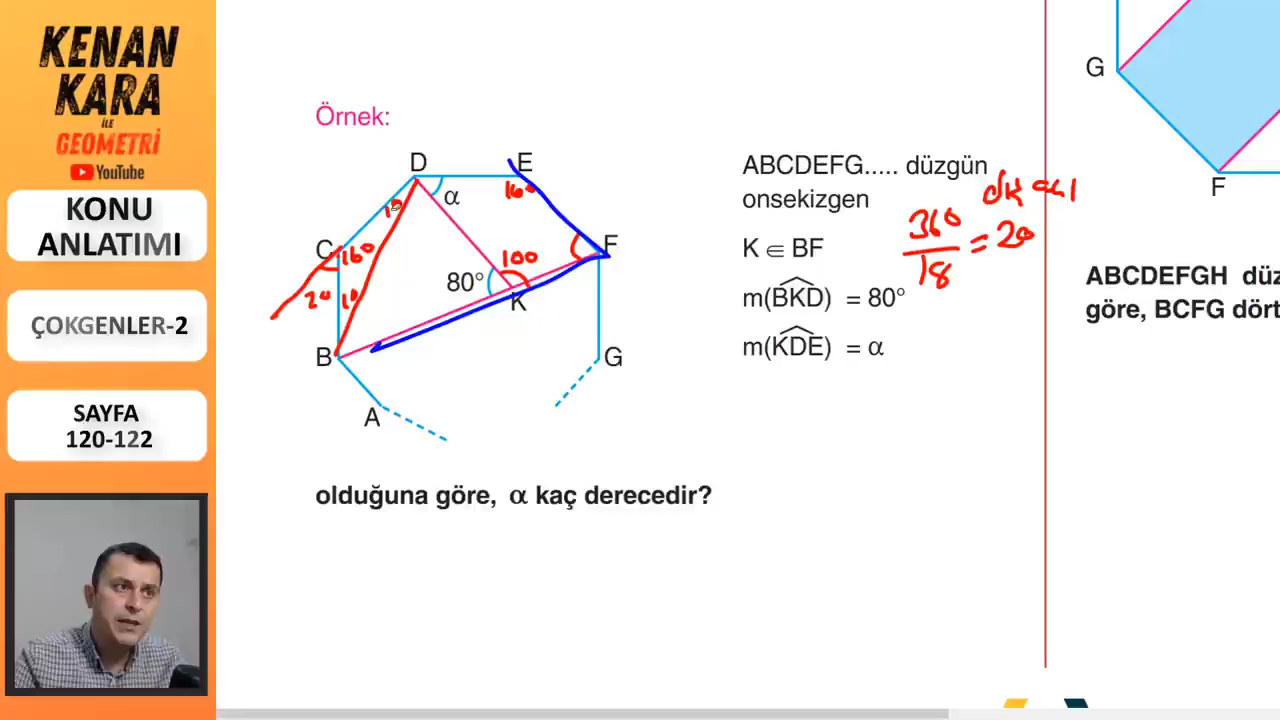 KENAN
KARA
İLE
GEOMETRİ
YouTube
KONU
ANLATIMI
ÇOKGENLER-2
SAYFA
120-122
Örnek:
D
E
α
10
160
C
160
F
20
10
80°
100
K
B
G
A
ABCDEFG..... düzgün
onsekizgen
dış açı
360
18
= 20
K ∈ BF
m(BKD) = 80°
m(KDE) = α
olduğuna göre, α kaç derecedir?
G
F
ABCDEFGH düz
göre, BCFG dört